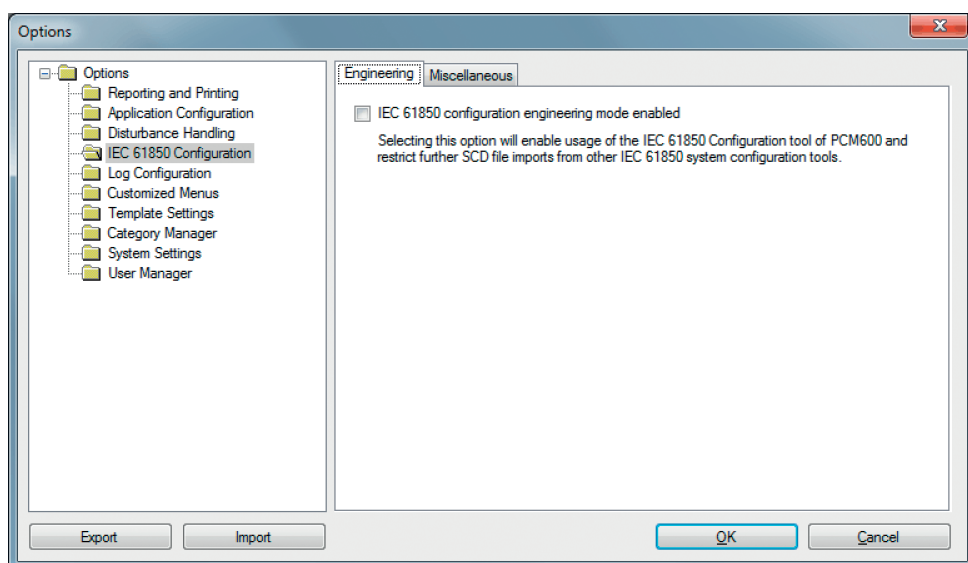 Options
Options
Reporting and Printing
Application Configuration
Disturbance Handling
IEC 61850 Configuration
Log Configuration
Customized Menus
Template Settings
Category Manager
System Settings
User Manager
Engineering
Miscellaneous
IEC 61850 configuration engineering mode enabled
Selecting this option will enable usage of the IEC 61850 Configuration tool of PCM600 and
restrict further SCD file imports from other IEC 61850 system configuration tools.
Export
Import
OK
Cancel